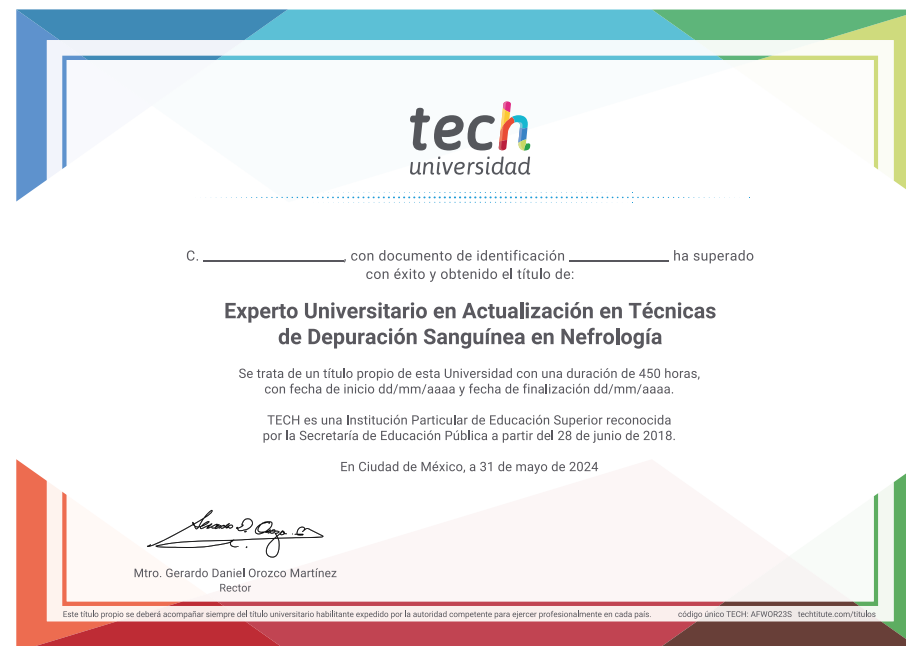 tech
universidad
C. ____________, con documento de identificación ____________ ha superado
con éxito y obtenido el título de:
Experto Universitario en Actualización en Técnicas
de Depuración Sanguínea en Nefrología
Se trata de un título propio de esta Universidad con una duración de 450 horas,
con fecha de inicio dd/mm/aaaa y fecha de finalización dd/mm/aaaa.
TECH es una Institución Particular de Educación Superior reconocida
por la Secretaría de Educación Pública a partir del 28 de junio de 2018.
En Ciudad de México, a 31 de mayo de 2024
Mtro. Gerardo Daniel Orozco Martínez
Rector
Este título propio se deberá acompañar siempre del título universitario habilitante expedido por la autoridad competente para ejercer profesionalmente en cada país. código único TECH: AFWOR23S techtitute.com/titulos